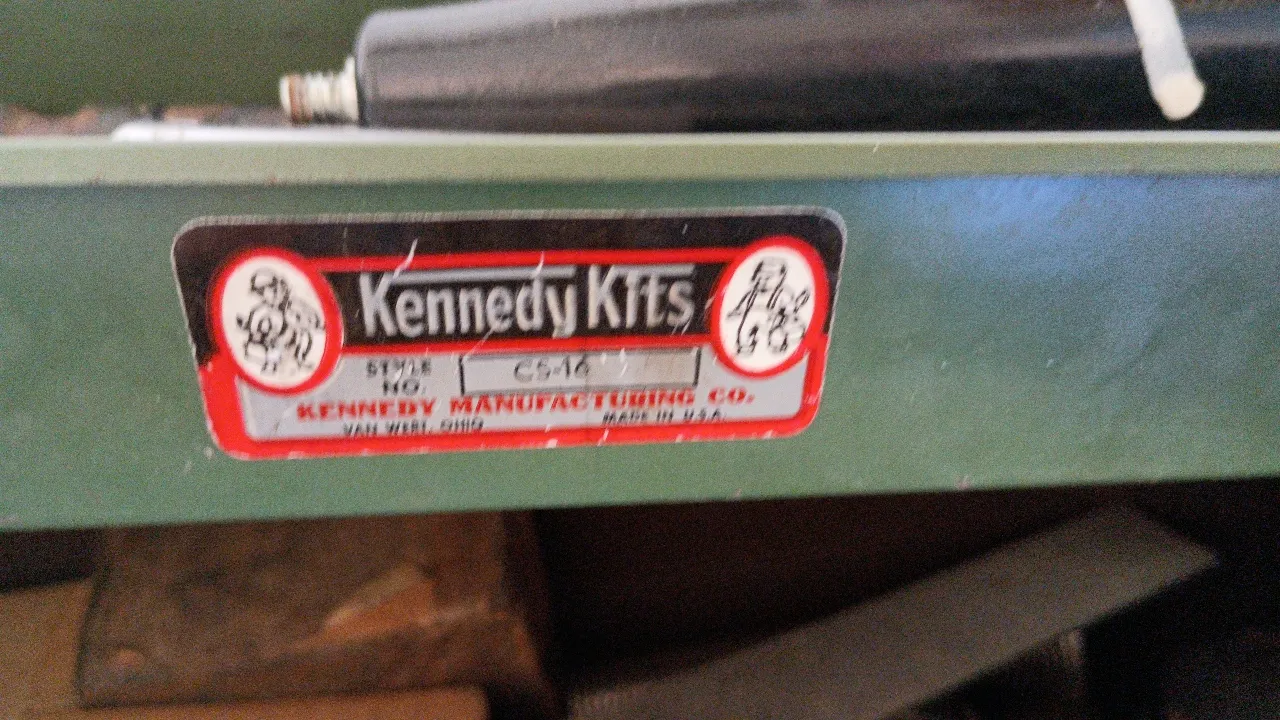 Kennedy Kits
STYLE NO. CS-16
KENNEDY MANUFACTURING CO.
VAN WERT, OHIO MADE IN U.S.A.